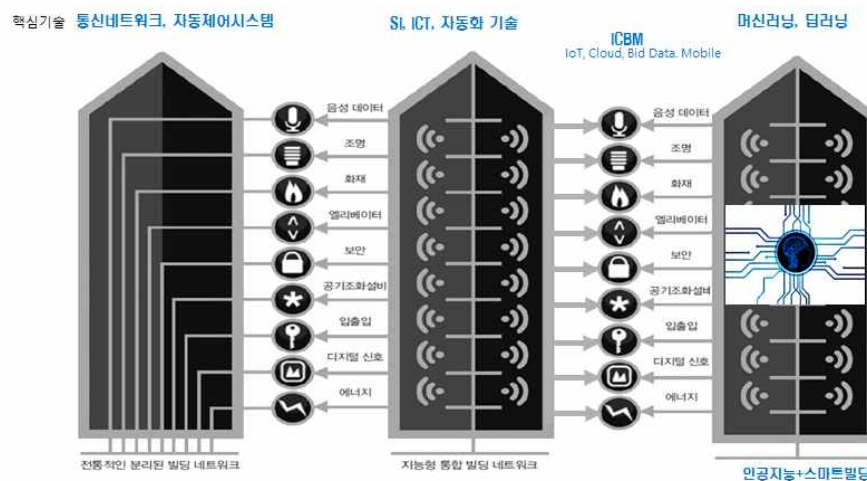 핵심기술 통신네트워크, 자동제어시스템
SI, ICT, 자동화 기술
ICBM
IoT, Cloud, Bid Data. Mobile
머신러닝, 딥러닝
음성 데이터
조명
화재
엘리베이터
보안
공기조화설비
입출입
디지털 신호
에너지
음성 데이터
조명
화재
엘리베이터
보안
공기조화설비
입출입
디지털 신호
에너지
전통적인 분리된 빌딩 네트워크
지능형 통합 빌딩 네트워크
인공지능+스마트빌딩